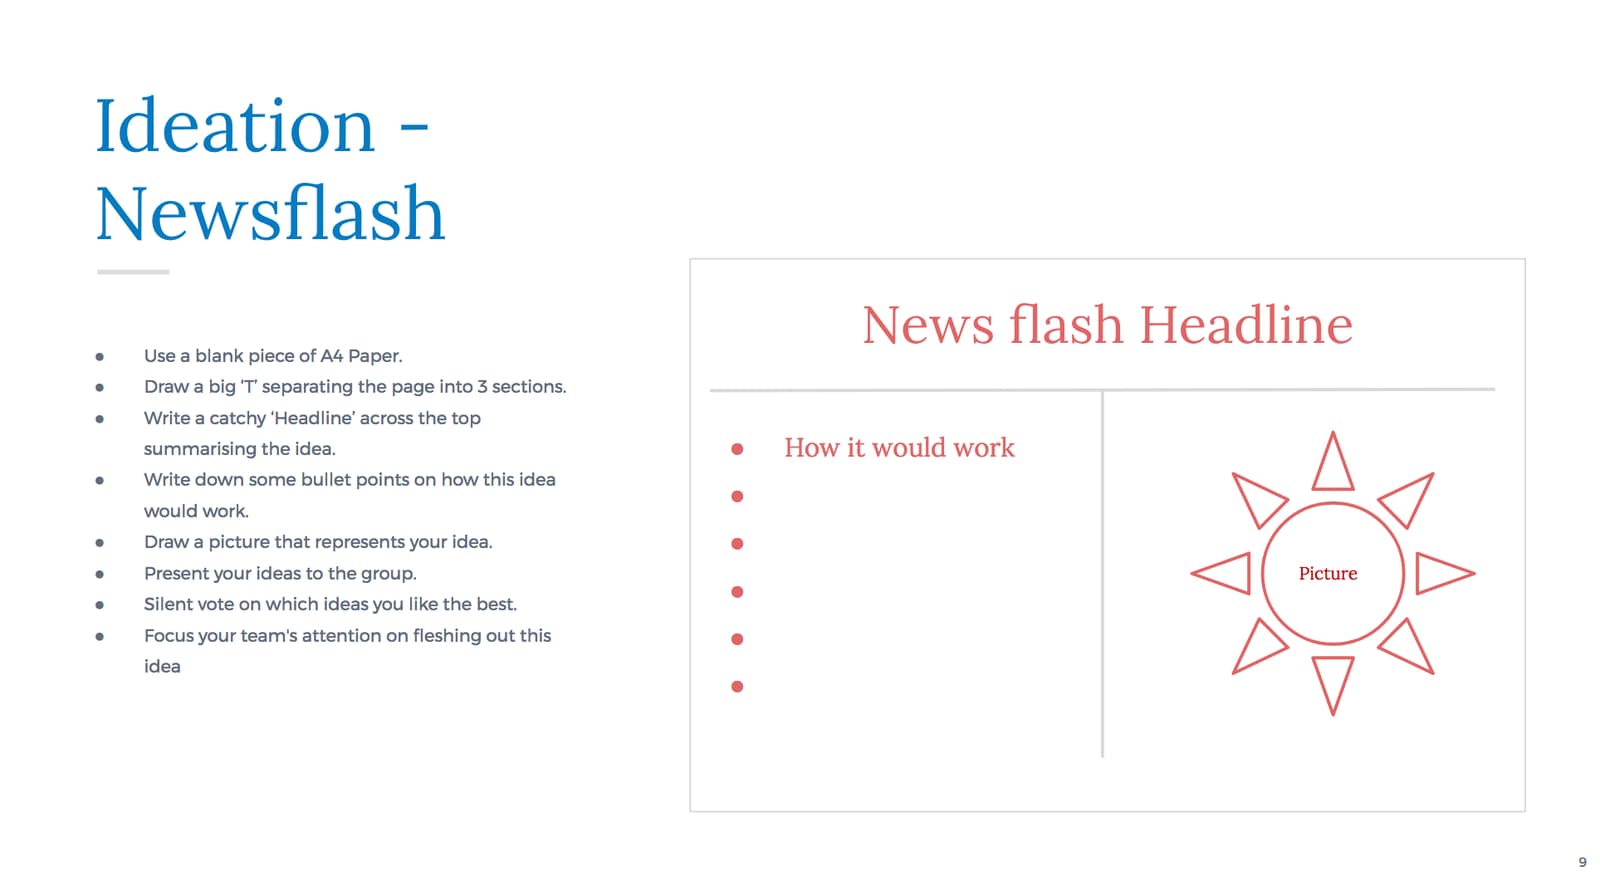 Ideation -
Newsflash
● Use a blank piece of A4 Paper.
● Draw a big ‘T’ separating the page into 3 sections.
● Write a catchy ‘Headline’ across the top
summarising the idea.
● Write down some bullet points on how this idea
would work.
● Draw a picture that represents your idea.
● Present your ideas to the group.
● Silent vote on which ideas you like the best.
● Focus your team's attention on fleshing out this
idea
News flash Headline
● How it would work
●
●
●
●
●
Picture
9